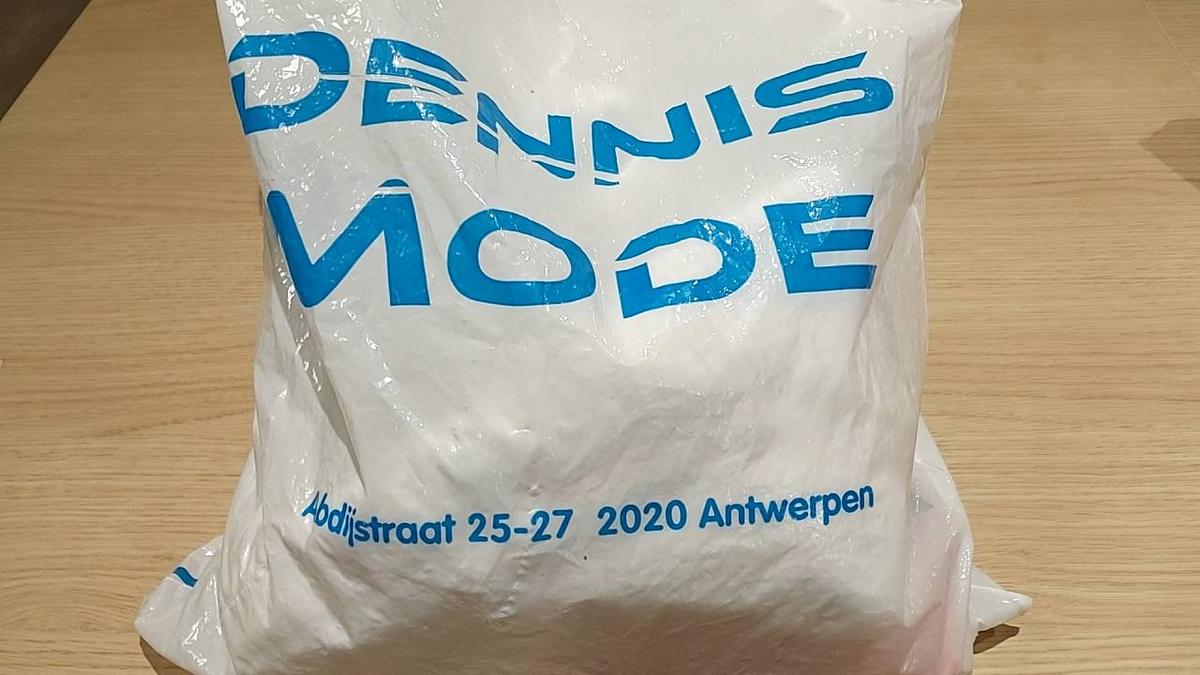 DENNIS
MODE
Abdijstraat 25-27 2020 Antwerpen